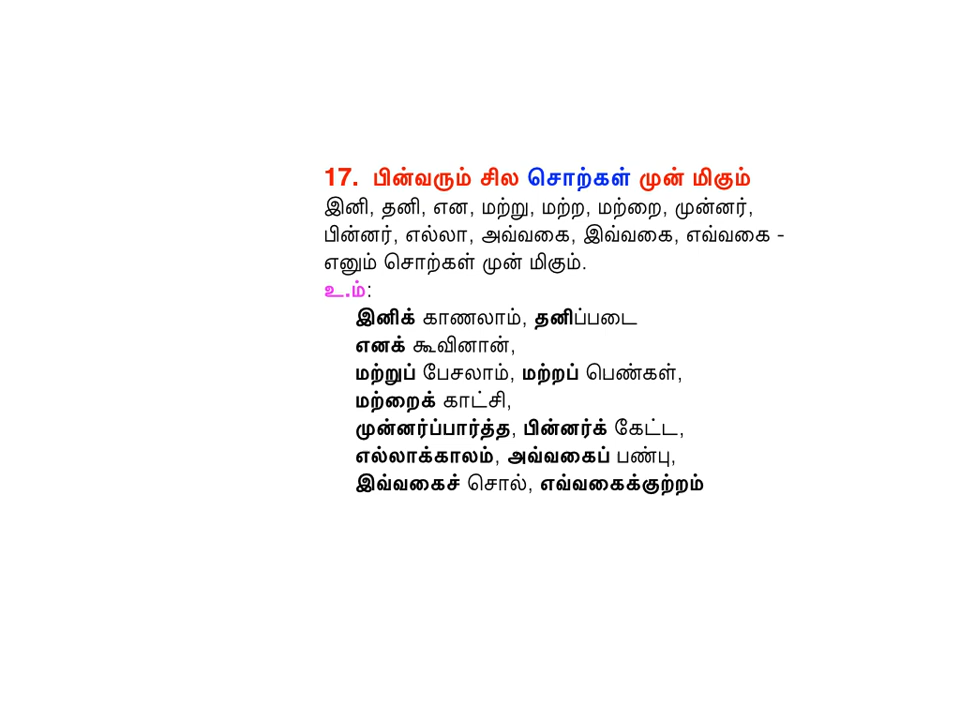 17. பின்வரும் சில சொற்கள் முன் மிகும்
இனி, தனி, என, மற்று, மற்ற, மற்றை, முன்னர்,
பின்னர், எல்லா, அவ்வகை, இவ்வகை, எவ்வகை -
எனும் சொற்கள் முன் மிகும்.
உ.ம்:
இனிக் காணலாம், தனிப்படை
எனக் கூவினான்,
மற்றுப் பேசலாம், மற்றப் பெண்கள்,
மற்றைக் காட்சி,
முன்னர்ப்பார்த்த, பின்னர்க் கேட்ட,
எல்லாக்காலம், அவ்வகைப் பண்பு,
இவ்வகைச் சொல், எவ்வகைக்குற்றம்